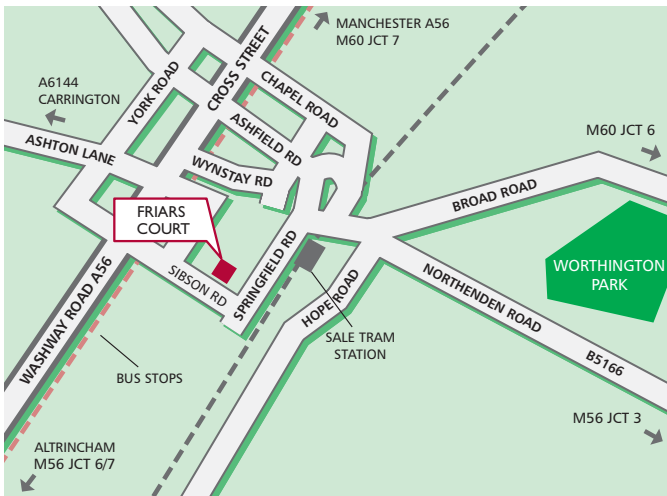 MANCHESTER A56
M60 JCT 7
A6144
CARRINGTON
YORK ROAD
CROSS STREET
CHAPEL ROAD
ASHFIELD RD
M60 JCT 6
ASHTON LANE
WYNSTAY RD
BROAD ROAD
FRIARS
COURT
SIBSON RD
SPRINGFIELD RD
WORTHINGTON
PARK
HOPE ROAD
NORTHENDEN ROAD
WASHWAY ROAD A56
SALE TRAM
STATION
B5166
BUS STOPS
M56 JCT 3
ALTRINCHAM
M56 JCT 6/7